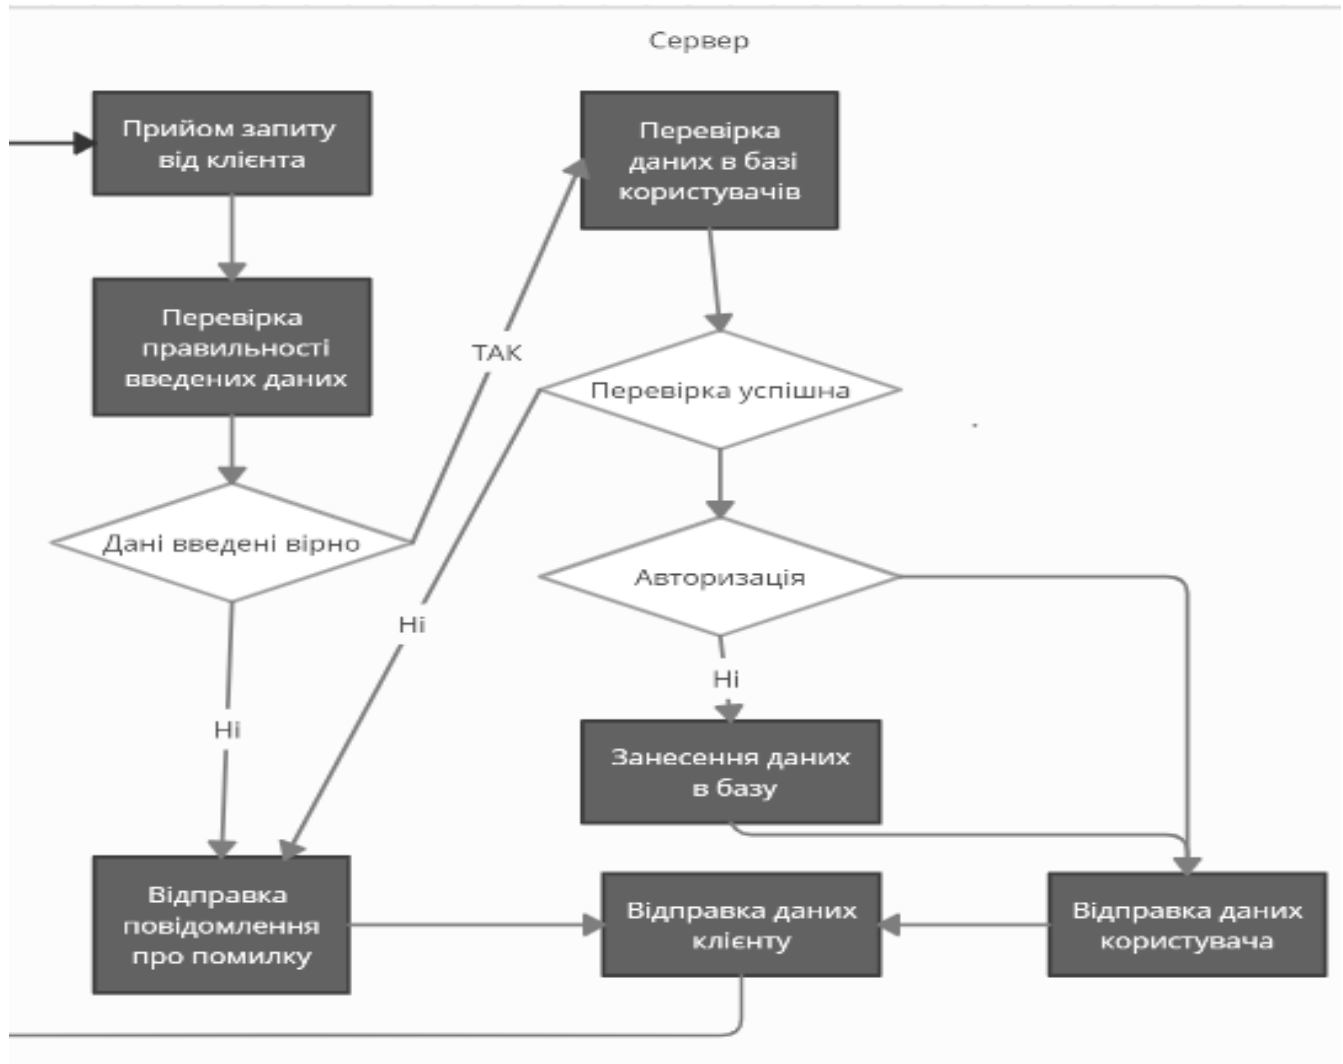 Сервер
Прийом запиту
від клієнта
Перевірка
правильності
введених даних
Дані введені вірно
Ні
ТАК
Перевірка
даних в базі
користувачів
Перевірка успішна
Ні
Авторизація
Ні
Занесення даних
в базу
Відправка
повідомлення
про помилку
Відправка даних
клієнту
Відправка даних
користувача